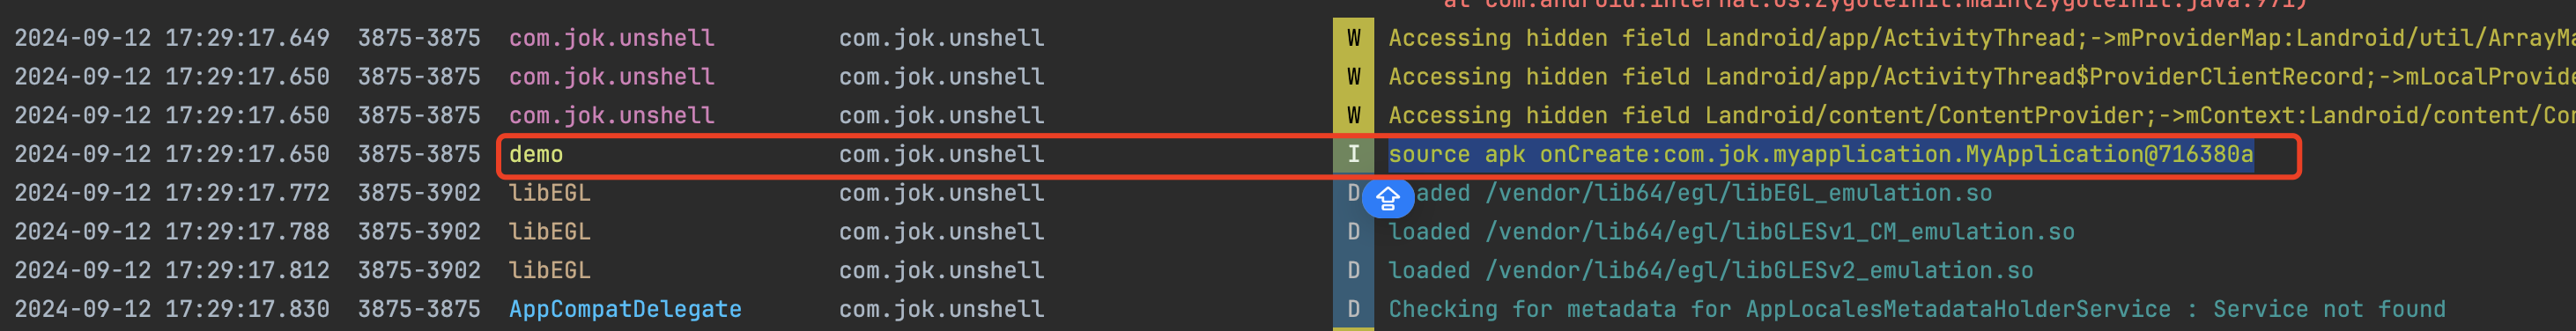 at com.android.internal.os.ZygoteInit.main(ZygoteInit.java:971)
2024-09-12 17:29:17.649 3875-3875 com.jok.unshell com.jok.unshell W Accessing hidden field Landroid/app/ActivityThread;->mProviderMap:Landroid/util/ArrayMa
2024-09-12 17:29:17.650 3875-3875 com.jok.unshell com.jok.unshell W Accessing hidden field Landroid/app/ActivityThread$ProviderClientRecord;->mLocalProvide
2024-09-12 17:29:17.650 3875-3875 com.jok.unshell com.jok.unshell W Accessing hidden field Landroid/content/ContentProvider;->mContext:Landroid/content/Con
2024-09-12 17:29:17.650 3875-3875 demo com.jok.unshell I source apk onCreate:com.jok.myapplication.MyApplication@716380a
2024-09-12 17:29:17.772 3875-3902 libEGL com.jok.unshell D loaded /vendor/lib64/egl/libEGL_emulation.so
2024-09-12 17:29:17.788 3875-3902 libEGL com.jok.unshell D loaded /vendor/lib64/egl/libGLESv1_CM_emulation.so
2024-09-12 17:29:17.812 3875-3902 libEGL com.jok.unshell D loaded /vendor/lib64/egl/libGLESv2_emulation.so
2024-09-12 17:29:17.830 3875-3875 AppCompatDelegate com.jok.unshell D Checking for metadata for AppLocalesMetadataHolderService : Service not found